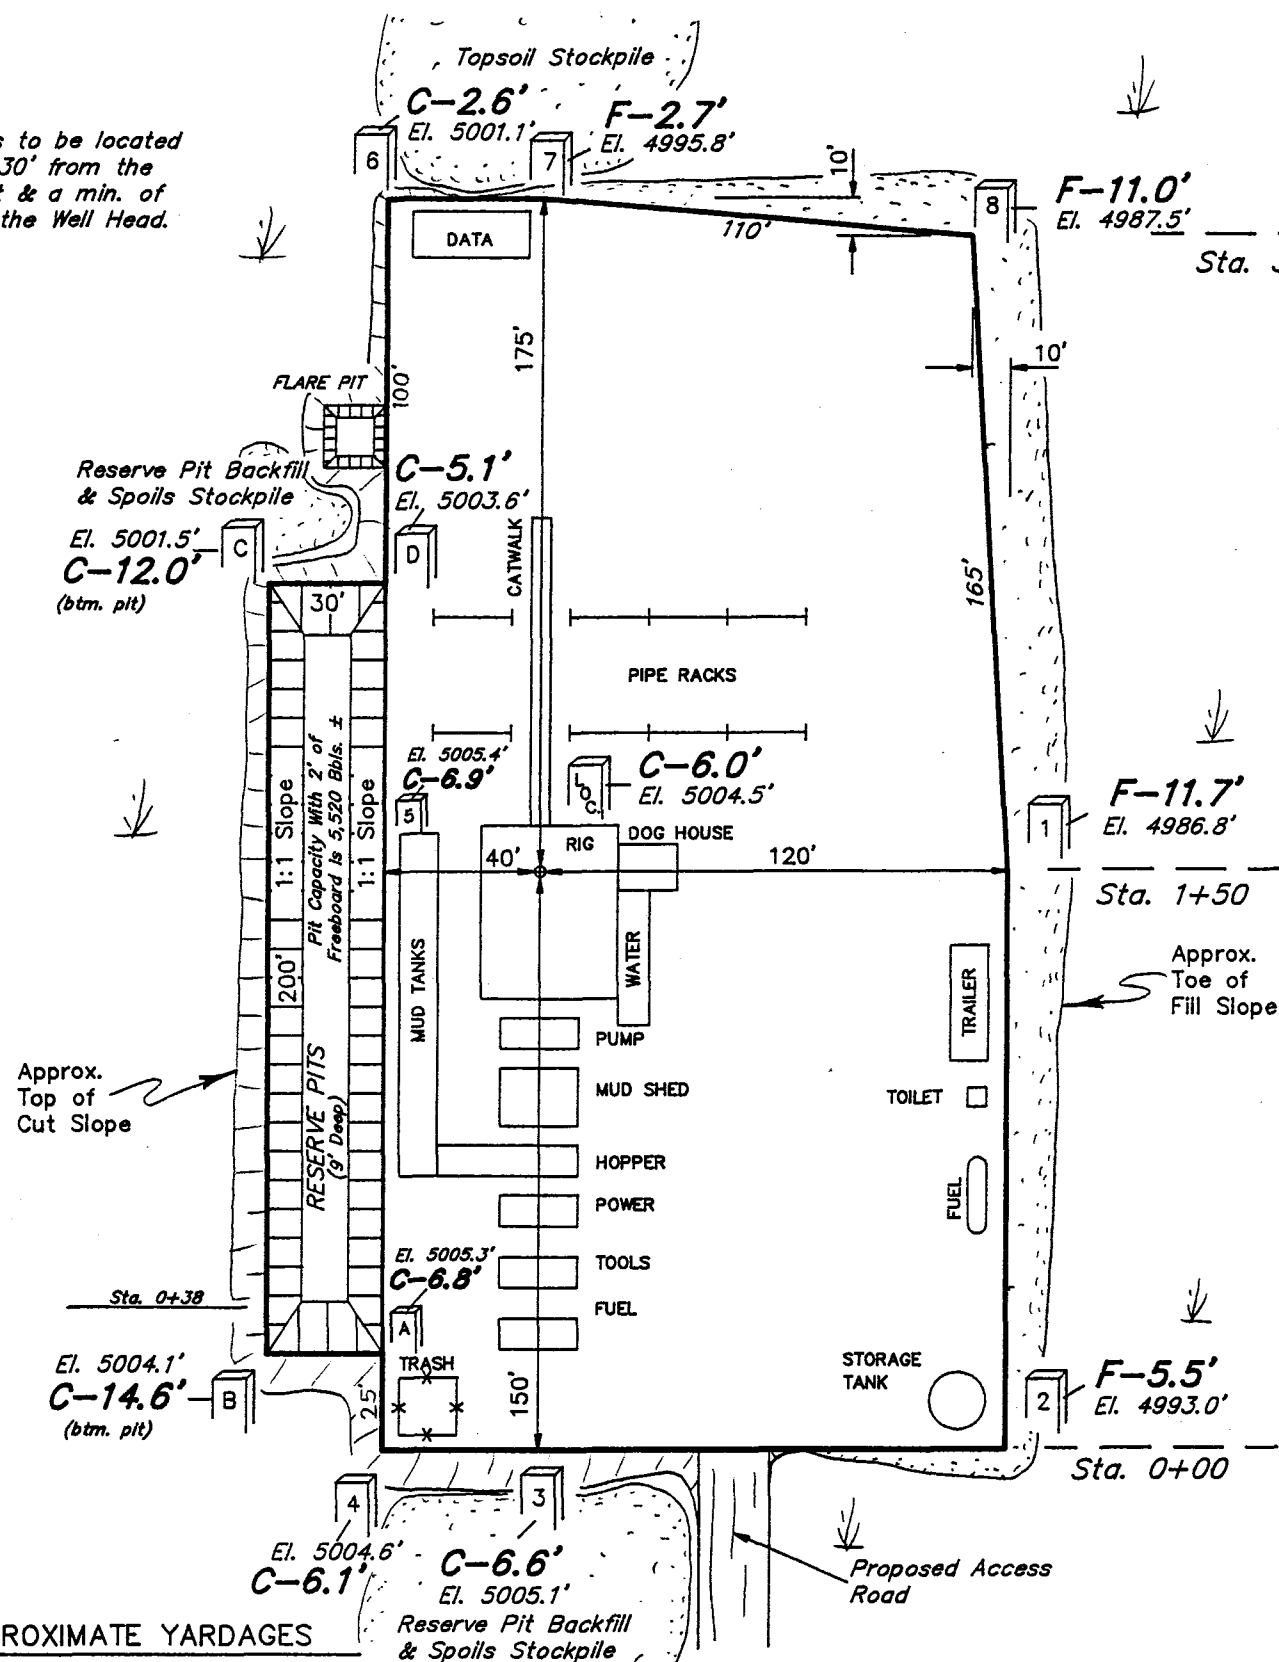 Topsoil Stockpile
C-2.6'
El. 5001.1'
6
F-2.7'
El. 4995.8'
7
s to be located
30' from the
t & a min. of
the Well Head.
10'
8
F-11.0'
El. 4987.5'
Sta. 3
DATA
110'
175'
10'
FLARE PIT
100'
Reserve Pit Backfill
& Spoils Stockpile
C-5.1'
El. 5003.6'
D
El. 5001.5'
C-12.0'
(btm. pit)
C
CATWALK
165'
30'
PIPE RACKS
1:1 Slope
Pit Capacity With 2' of
Freeboard is 5,520 Bbls. ±
1:1 Slope
El. 5005.4'
C-6.9'
5
LOC.
C-6.0'
El. 5004.5'
RIG
DOG HOUSE
F-11.7'
El. 4986.8'
1
40'
120'
Sta. 1+50
MUD TANKS
WATER
200'
TRAILER
Approx.
Toe of
Fill Slope
PUMP
RESERVE PITS
(9' Deep)
Approx.
Top of
Cut Slope
MUD SHED
TOILET
HOPPER
POWER
FUEL
El. 5005.3'
C-6.8'
A
TOOLS
FUEL
Sta. 0+38
El. 5004.1'
C-14.6'
(btm. pit)
B
TRASH
25'
150'
STORAGE
TANK
2
F-5.5'
El. 4993.0'
Sta. 0+00
4
El. 5004.6'
C-6.1'
3
C-6.6'
El. 5005.1'
Proposed Access
Road
Reserve Pit Backfill
& Spoils Stockpile
ROXIMATE YARDAGES